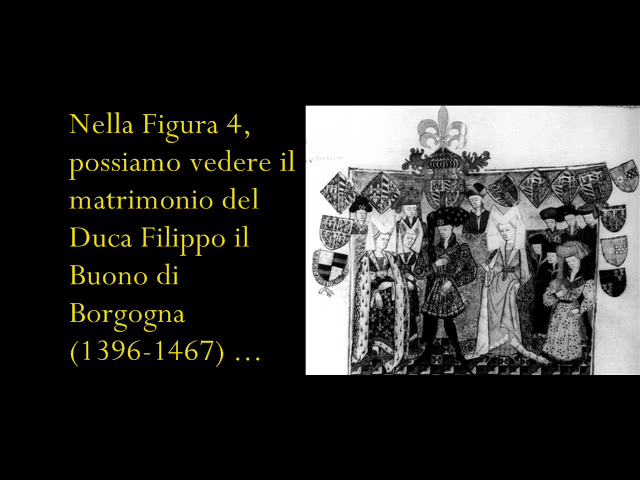 Nella Figura 4,
possiamo vedere il
matrimonio del
Duca Filippo il
Buono di
Borgogna
(1396-1467) ...